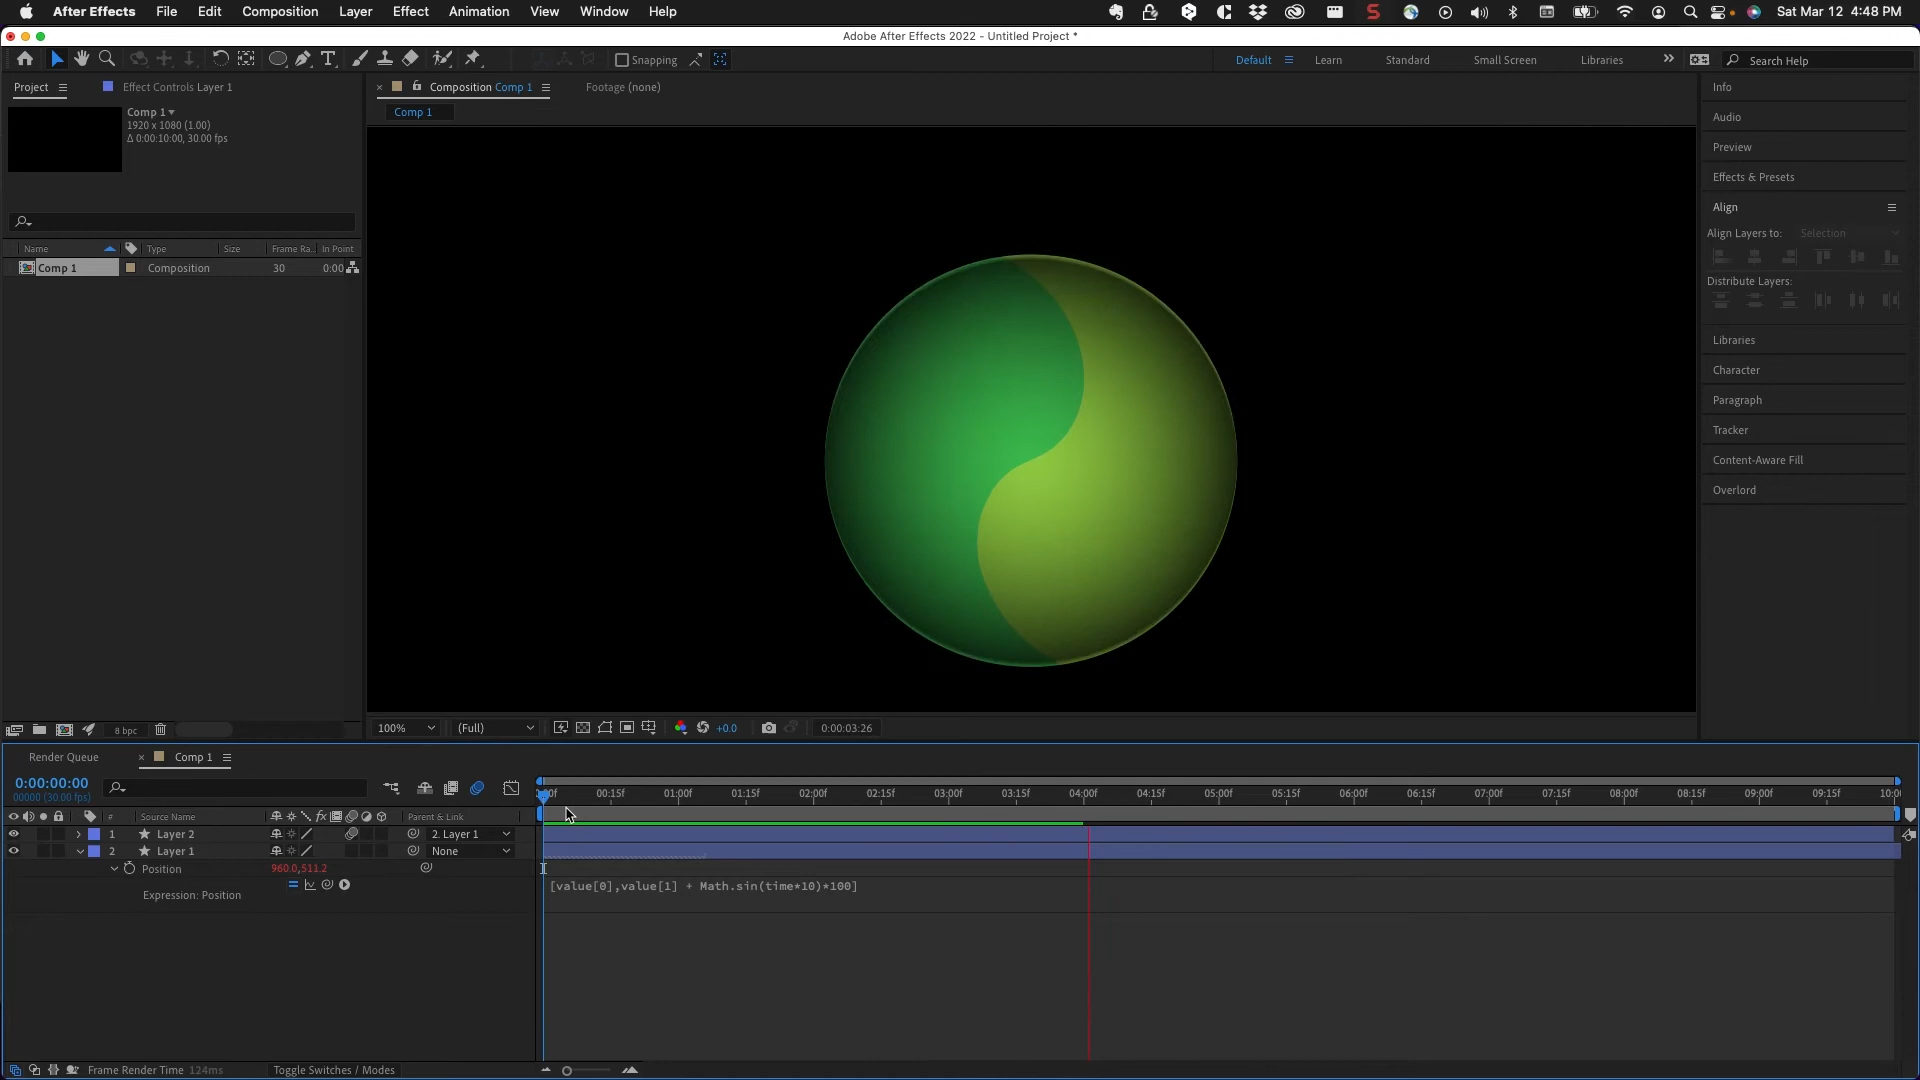 After Effects File Edit Composition Layer Effect Animation View Window Help
Sat Mar 12 4:48 PM
Adobe After Effects 2022 - Untitled Project *
Snapping
Default Learn Standard Small Screen Libraries
Search Help
Project Effect Controls Layer 1
Composition Comp 1 Footage (none)
Comp 1
1920 x 1080 (1.00)
Δ 0:00:10:00, 30.00 fps
Comp 1
Name Type Size Frame Ra... In Point
Comp 1 Composition 30 0:00
8 bpc
100% (Full) +0.0 0:00:03:26
Info
Audio
Preview
Effects & Presets
Align
Align Layers to: Selection
Distribute Layers:
Libraries
Character
Paragraph
Tracker
Content-Aware Fill
Overlord
Render Queue Comp 1
0:00:00:00
00000 (30.00 fps)
00f 00:15f 01:00f 01:15f 02:00f 02:15f 03:00f 03:15f 04:00f 04:15f 05:00f 05:15f 06:00f 06:15f 07:00f 07:15f 08:00f 08:15f 09:00f 09:15f 10:00
# Source Name fx Parent & Link
1 Layer 2 2. Layer 1
2 Layer 1 None
Position 960.0,511.2
Expression: Position
[value[0],value[1] + Math.sin(time*10)*100]
Frame Render Time 124ms Toggle Switches / Modes